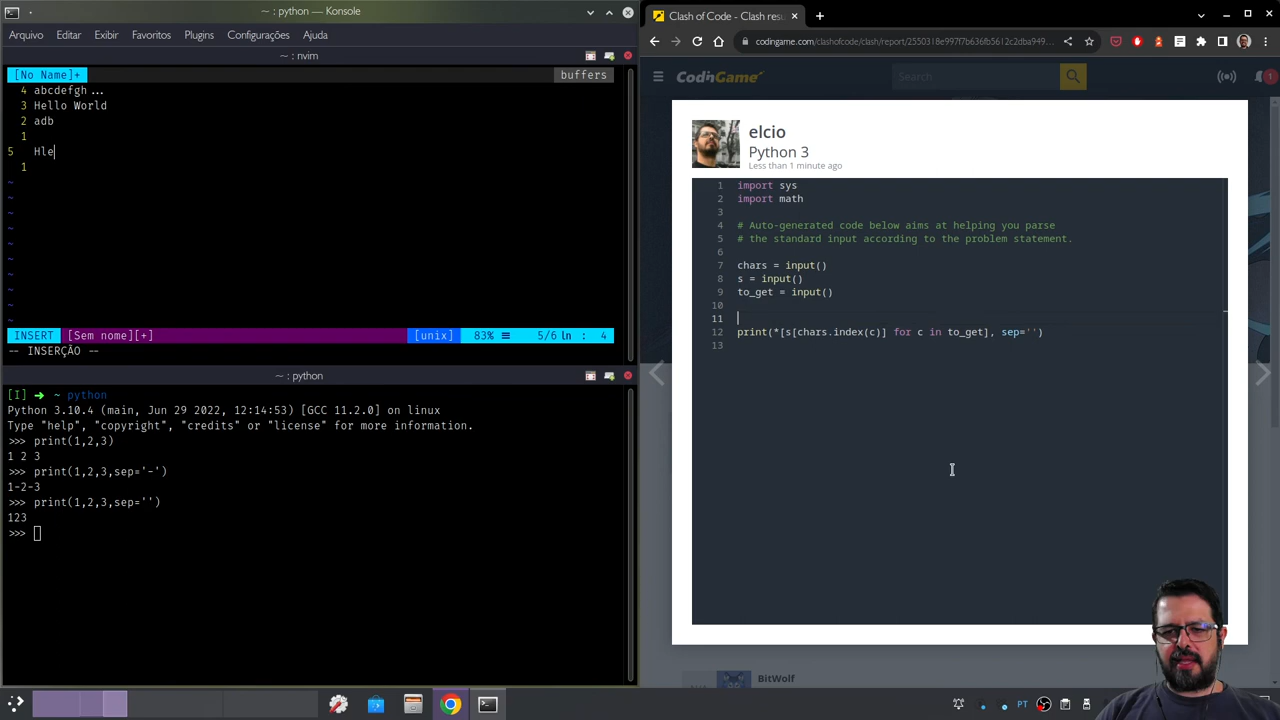 : python — Konsole
Arquivo Editar Exibir Favoritos Plugins Configurações Ajuda
~ : nvim
[No Name]+ buffers
4 abcdefgh...
3 Hello World
2 adb
1
5 Hle
1
~
~
~
~
~
~
~
~
~
~
INSERT [Sem nome][+] [unix] 83% ≡ 5/6 ln : 4
-- INSERÇÃO --
~ : python
[I] ➜ ~ python
Python 3.10.4 (main, Jun 29 2022, 12:14:53) [GCC 11.2.0] on linux
Type "help", "copyright", "credits" or "license" for more information.
>>> print(1,2,3)
1 2 3
>>> print(1,2,3,sep='-')
1-2-3
>>> print(1,2,3,sep='')
123
>>>
Clash of Code - Clash resu
codingame.com/clashofcode/clash/report/2550318e997f7b636fb5612c2dba949...
CodinGame
Search
1
elcio
Python 3
Less than 1 minute ago
1 import sys
2 import math
3
4 # Auto-generated code below aims at helping you parse
5 # the standard input according to the problem statement.
6
7 chars = input()
8 s = input()
9 to_get = input()
10
11
12 print(*[s[chars.index(c)] for c in to_get], sep='')
13
BitWolf
PT